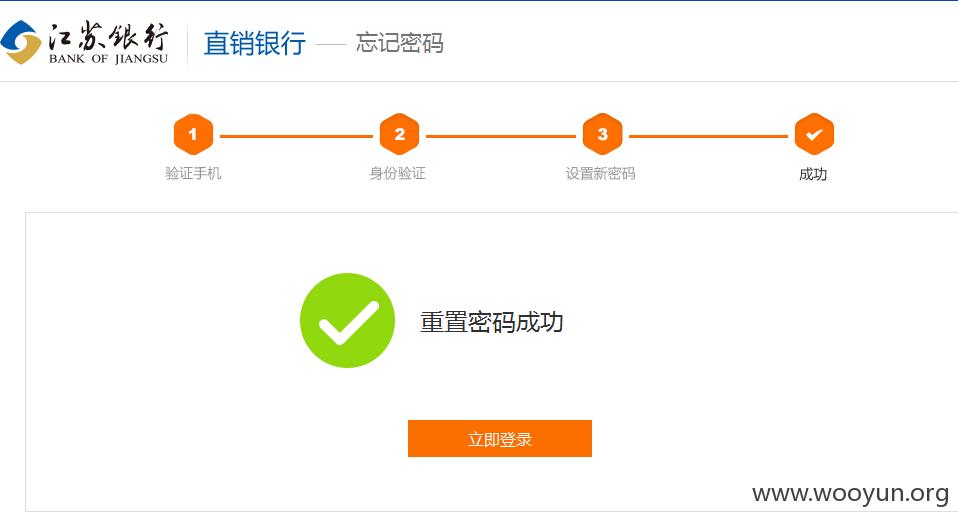 江苏银行
BANK OF JIANGSU
直销银行 — 忘记密码
1 2 3
验证手机 身份验证 设置新密码 成功
重置密码成功
立即登录
www.wooyun.org